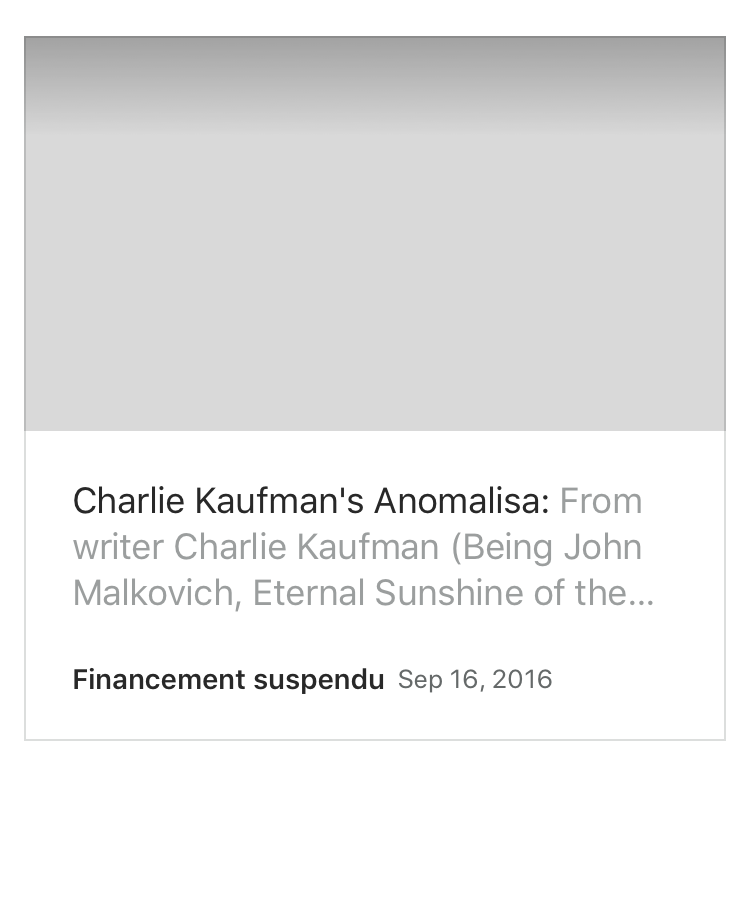 Charlie Kaufman's Anomalisa: From
writer Charlie Kaufman (Being John
Malkovich, Eternal Sunshine of the...
Financement suspendu Sep 16, 2016